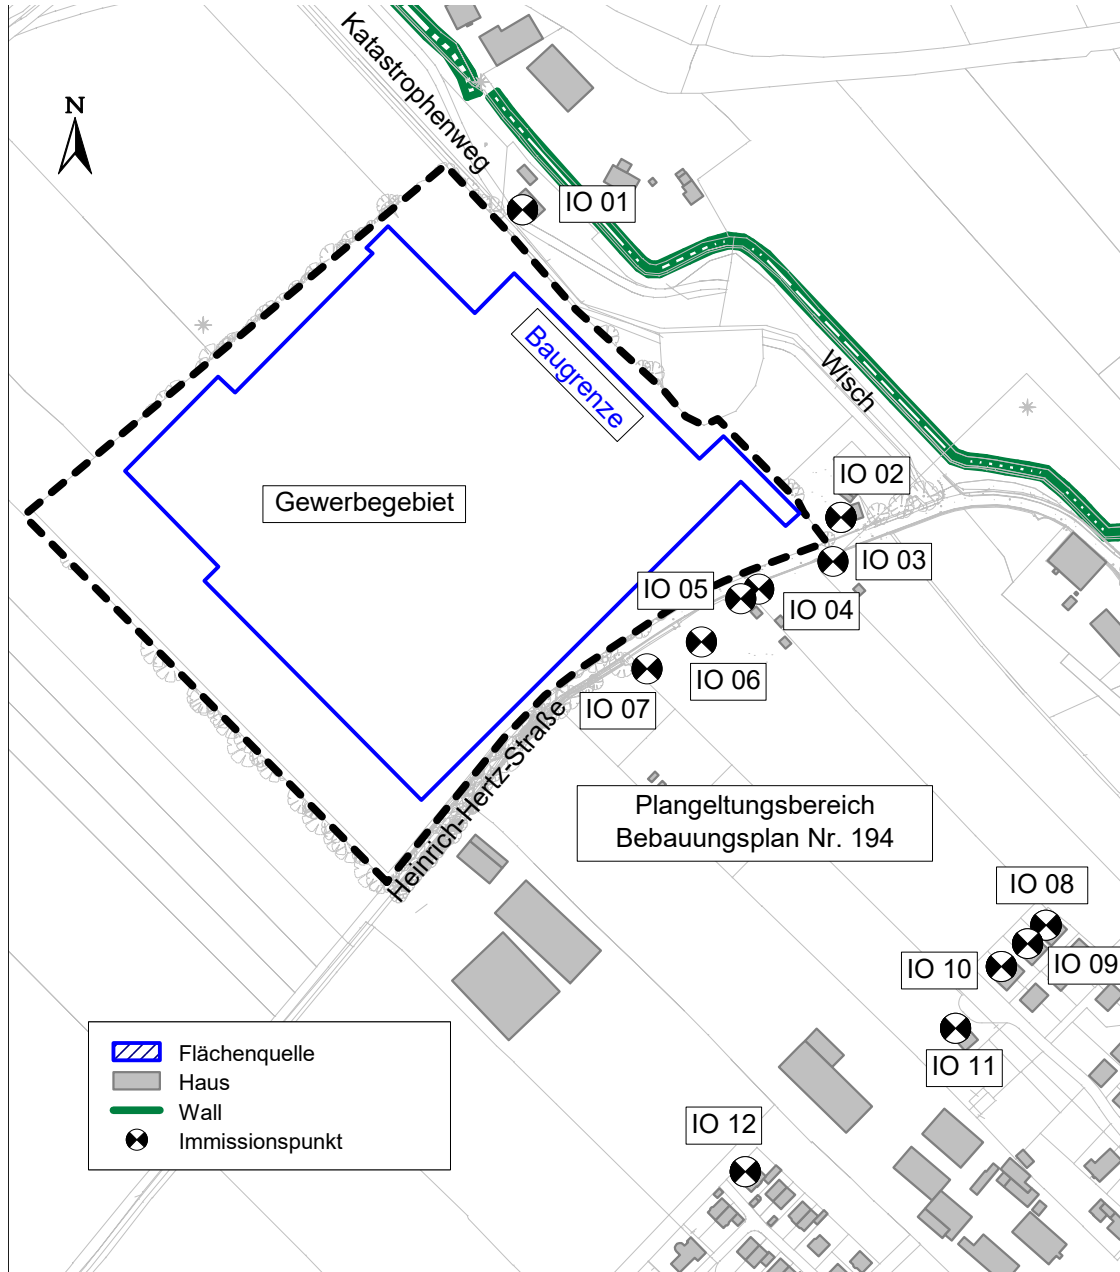 Katastrophenweg
N
IO 01
Baugrenze
Wisch
IO 02
Gewerbegebiet
IO 03
IO 05
IO 04
IO 06
IO 07
Heinrich-Hertz-Straße
Plangeltungsbereich
Bebauungsplan Nr. 194
IO 08
IO 09
IO 10
IO 11
IO 12
Flächenquelle
Haus
Wall
Immissionspunkt